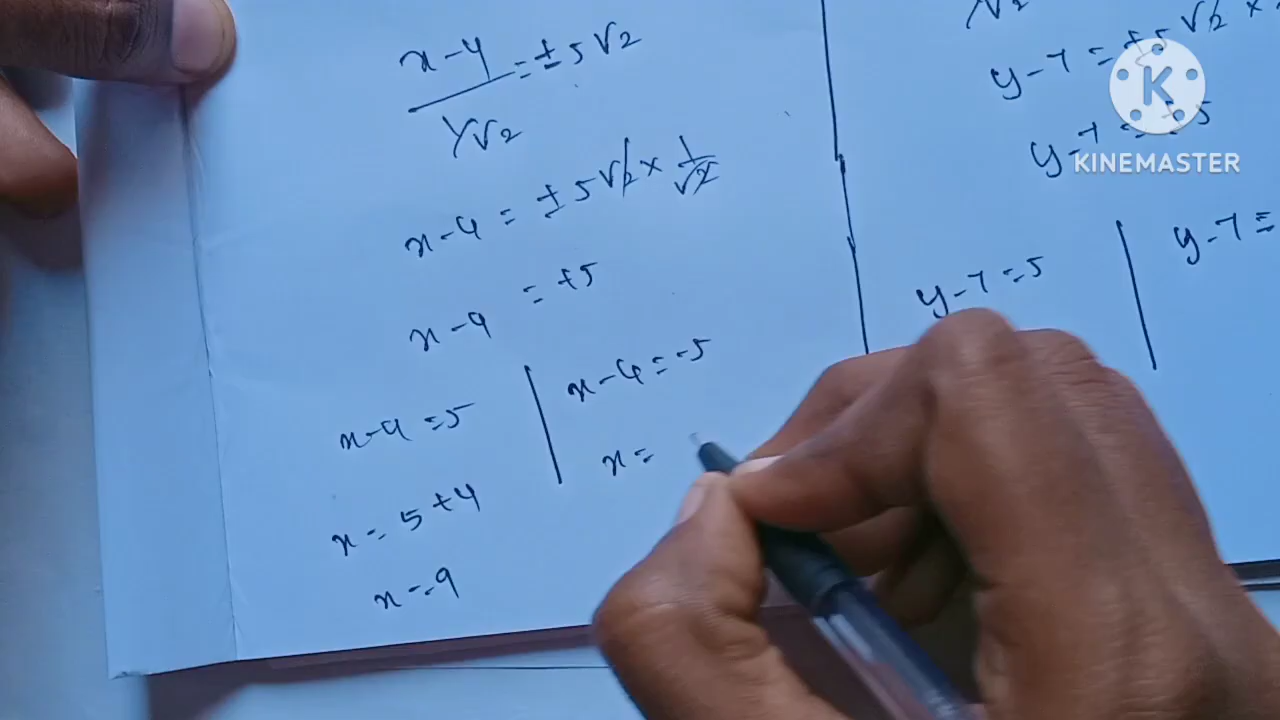 x-4/1/√2 = ±5√2
x-4 = ±5√2 × 1/√2
x-4 = ±5
x-4 = 5
x = 5+4
x = 9
x-4 = -5
x =
y-7 = ±5 √2 ×
y-7 = ±5
y-7 = 5
y-7 =
K
KINEMASTER